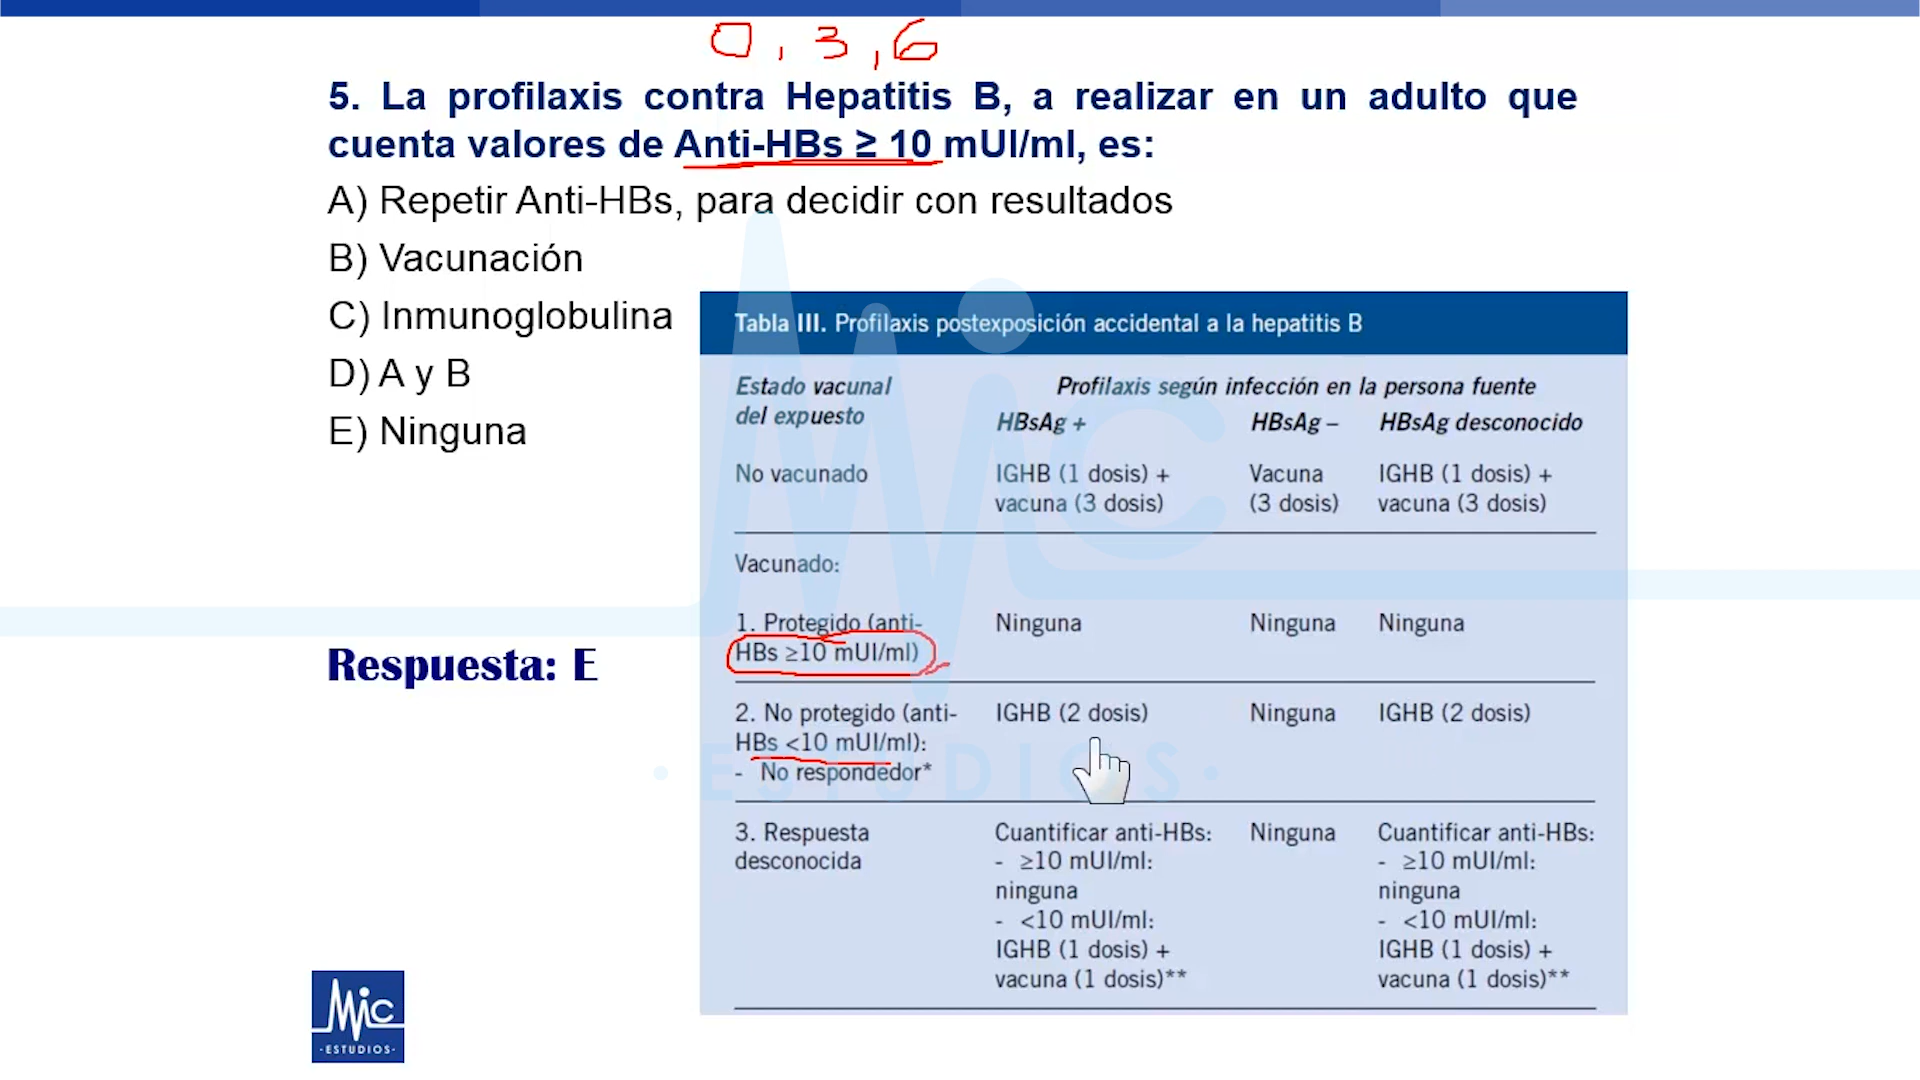 0, 3, 6
5. La profilaxis contra Hepatitis B, a realizar en un adulto que
cuenta valores de Anti-HBs ≥ 10 mUI/ml, es:
A) Repetir Anti-HBs, para decidir con resultados
B) Vacunación
C) Inmunoglobulina
D) A y B
E) Ninguna
Respuesta: E
Tabla III. Profilaxis postexposición accidental a la hepatitis B
Estado vacunal Profilaxis según infección en la persona fuente
del expuesto HBsAg + HBsAg – HBsAg desconocido
No vacunado IGHB (1 dosis) + Vacuna IGHB (1 dosis) +
vacuna (3 dosis) (3 dosis) vacuna (3 dosis)
Vacunado:
1. Protegido (anti- Ninguna Ninguna Ninguna
HBs ≥10 mUI/ml)
2. No protegido (anti- IGHB (2 dosis) Ninguna IGHB (2 dosis)
HBs <10 mUI/ml):
- No respondedor*
3. Respuesta Cuantificar anti-HBs: Ninguna Cuantificar anti-HBs:
desconocida - ≥10 mUI/ml: - ≥10 mUI/ml:
ninguna ninguna
- <10 mUI/ml: - <10 mUI/ml:
IGHB (1 dosis) + IGHB (1 dosis) +
vacuna (1 dosis)** vacuna (1 dosis)**
Mic
·ESTUDIOS·
Mic
·ESTUDIOS·